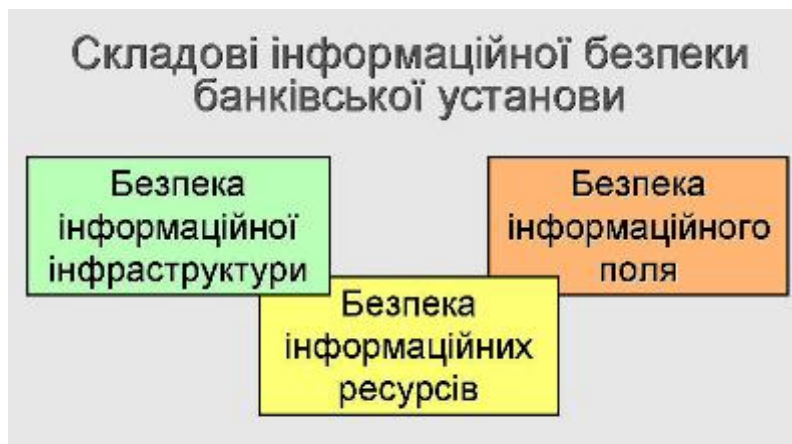 Складові інформаційної безпеки
банківської установи
Безпека
інформаційної
інфраструктури
Безпека
інформаційного
поля
Безпека
інформаційних
ресурсів